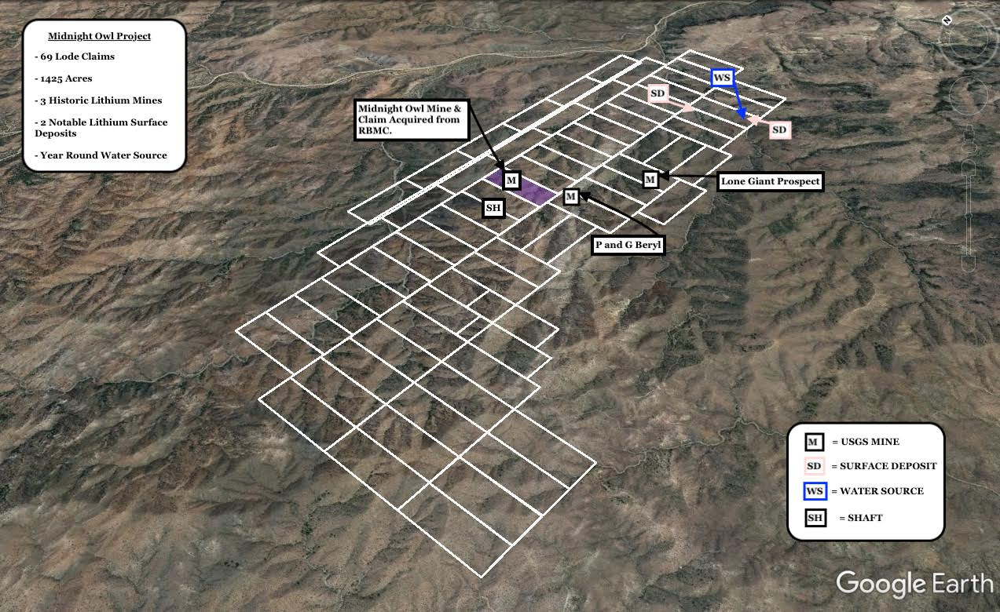 Midnight Owl Project
- 69 Lode Claims
- 1425 Acres
- 3 Historic Lithium Mines
- 2 Notable Lithium Surface
Deposits
- Year Round Water Source
Midnight Owl Mine &
Claim Acquired from
RBMC.
N
WS
SD
SD
M
M
M
SH
Lone Giant Prospect
P and G Beryl
M = USGS MINE
SD = SURFACE DEPOSIT
WS = WATER SOURCE
SH = SHAFT
Google Earth